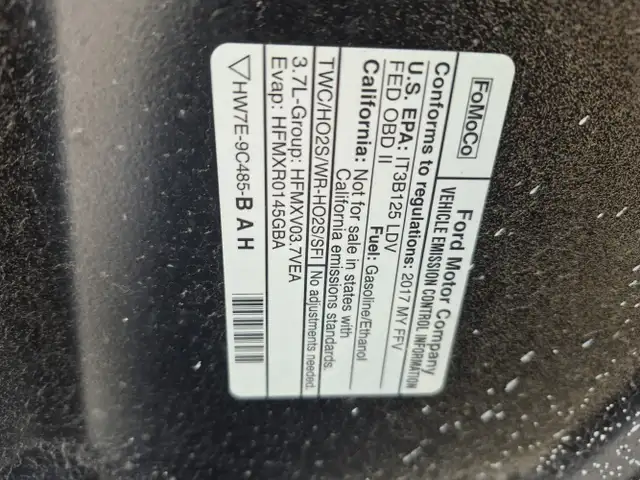 FoMoCo
Ford Motor Company
VEHICLE EMISSION CONTROL INFORMATION
Conforms to regulations: 2017 MY FFV
U.S. EPA: IT3B125 LDV
FED OBD II Fuel: Gasoline/Ethanol
California: Not for sale in states with
California emissions standards.
TWC/HO2S/WR-HO2S/SFI No adjustments needed.
3.7L-Group: HFMXV03.7VEA
Evap: HFMXR0145GBA
HW7E-9C485-B A H